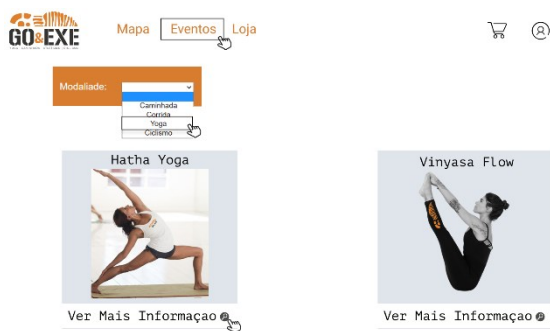 GO&EXE
Mapa Eventos Loja
Modaliade:
Caminhada
Corrida
Yoga
Ciclismo
Hatha Yoga
Vinyasa Flow
Ver Mais Informaçao
Ver Mais Informaçao